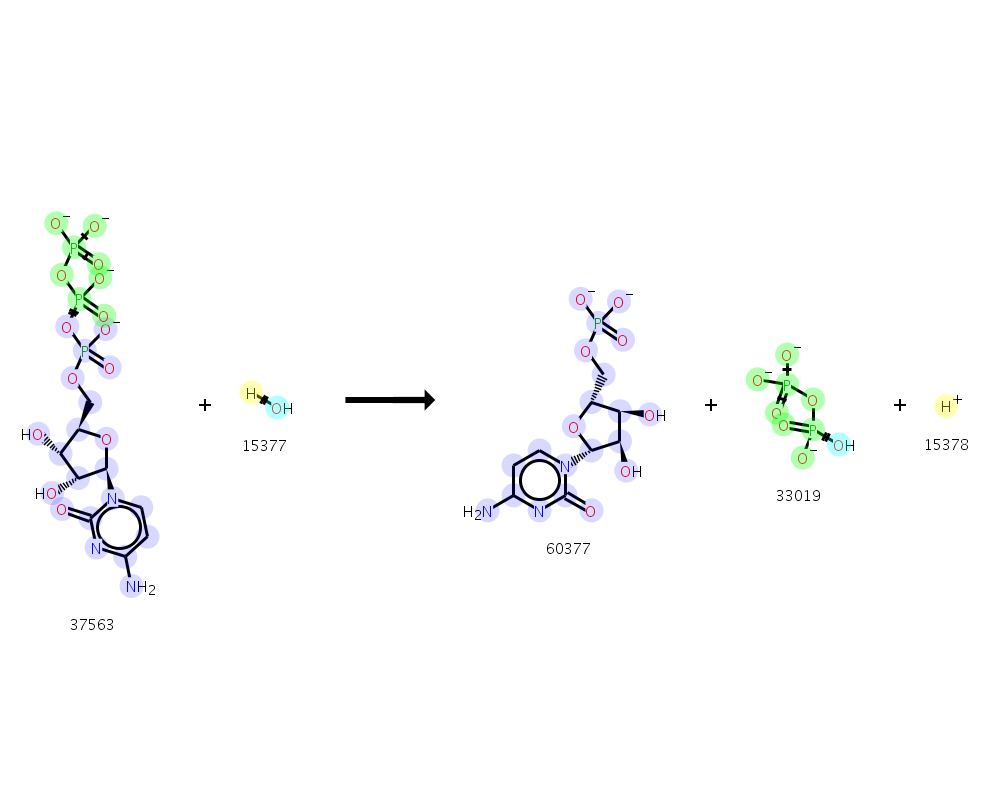 O− O−
P
O O
O−
P
O O−
O
P
O
O
HO O
HO
N
O
N
NH2
37563
+
H OH
15377
O− O−
P
O
O
O OH
N OH
H2N N O
60377
+
O−
O− P
O O
O P OH
O−
33019
+
H+
15378